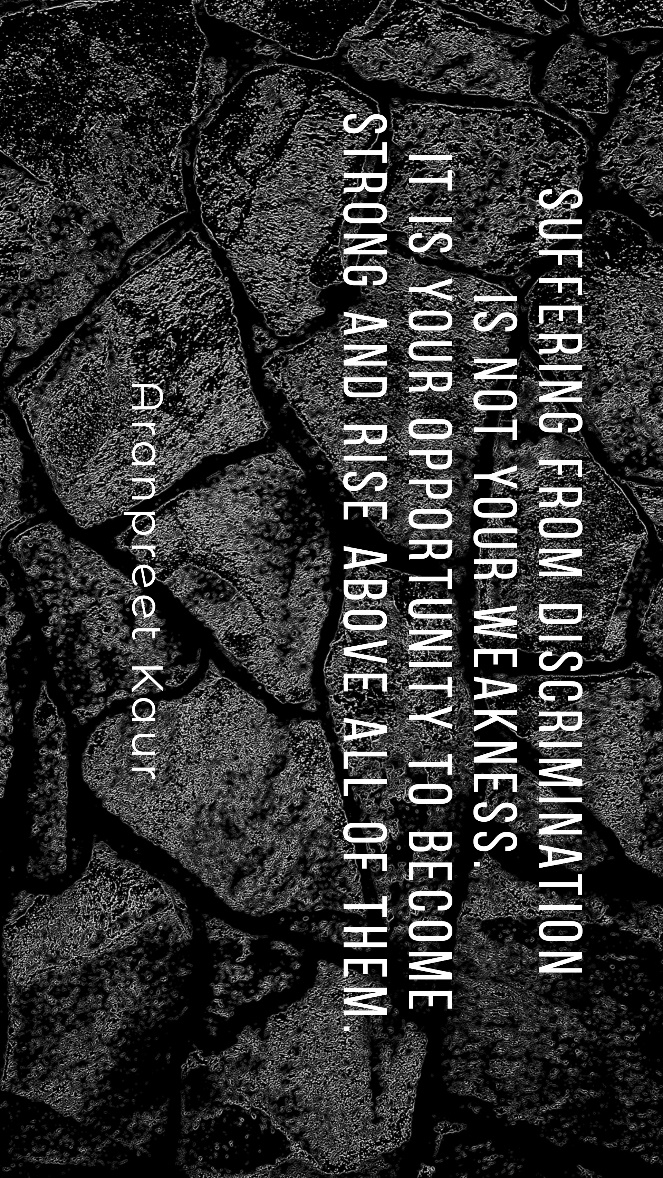 SUFFERING FROM DISCRIMINATION
IS NOT YOUR WEAKNESS.
IT IS YOUR OPPORTUNITY TO BECOME
STRONG AND RISE ABOVE ALL OF THEM.
Aranpreet Kaur